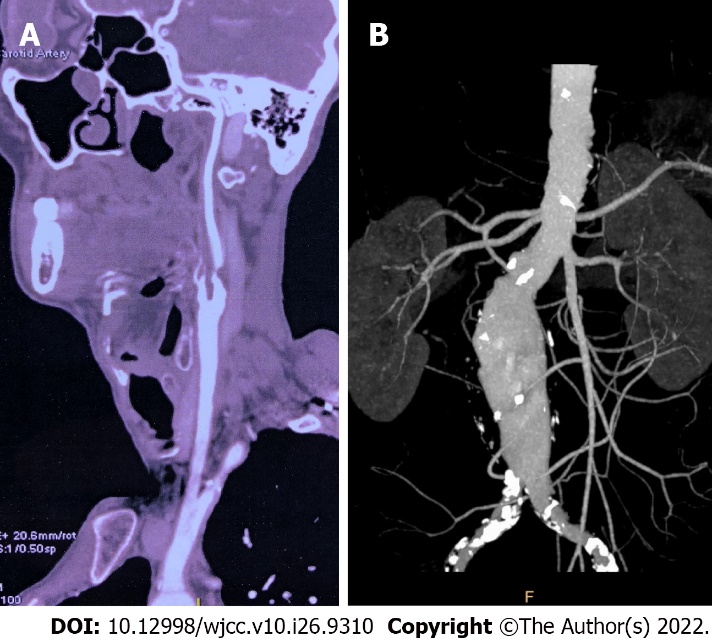 A
Carotid Artery
B
20.6mm/rot
S:1/0.50sp
100
F
DOI: 10.12998/wjcc.v10.i26.9310 Copyright ©The Author(s) 2022.